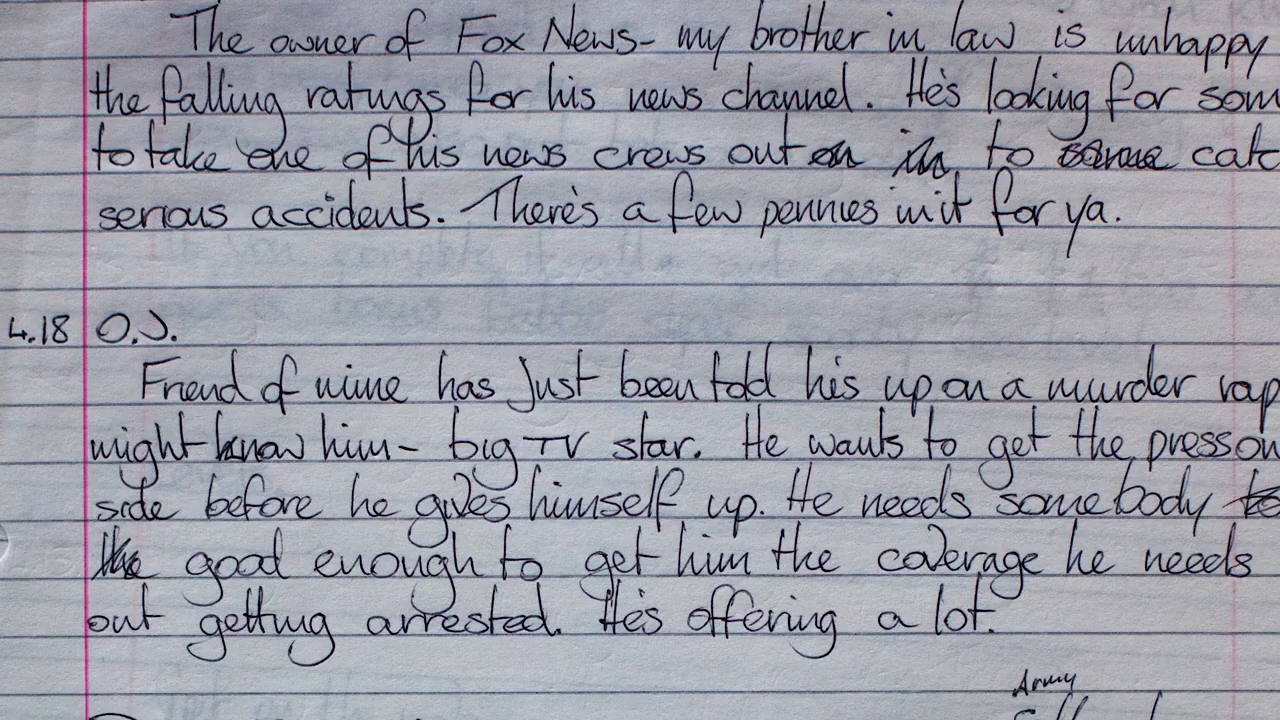 The owner of Fox News- my brother in law is unhappy
the falling ratings for his news channel. He's looking for som
to take one of his news crews out to catc
serious accidents. There's a few pennies in it for ya.
4.18 O.J.
Friend of mine has just been told his up on a murder rap
might know him- big TV star. He wants to get the press on
side before he gives himself up. He needs somebody
good enough to get him the coverage he needs
out getting arrested. He's offering a lot.
Army